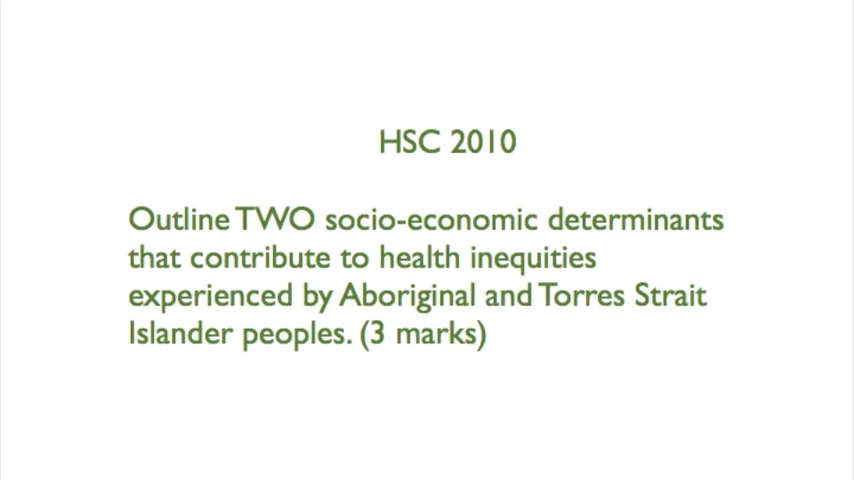 HSC 2010
Outline TWO socio-economic determinants
that contribute to health inequities
experienced by Aboriginal and Torres Strait
Islander peoples. (3 marks)